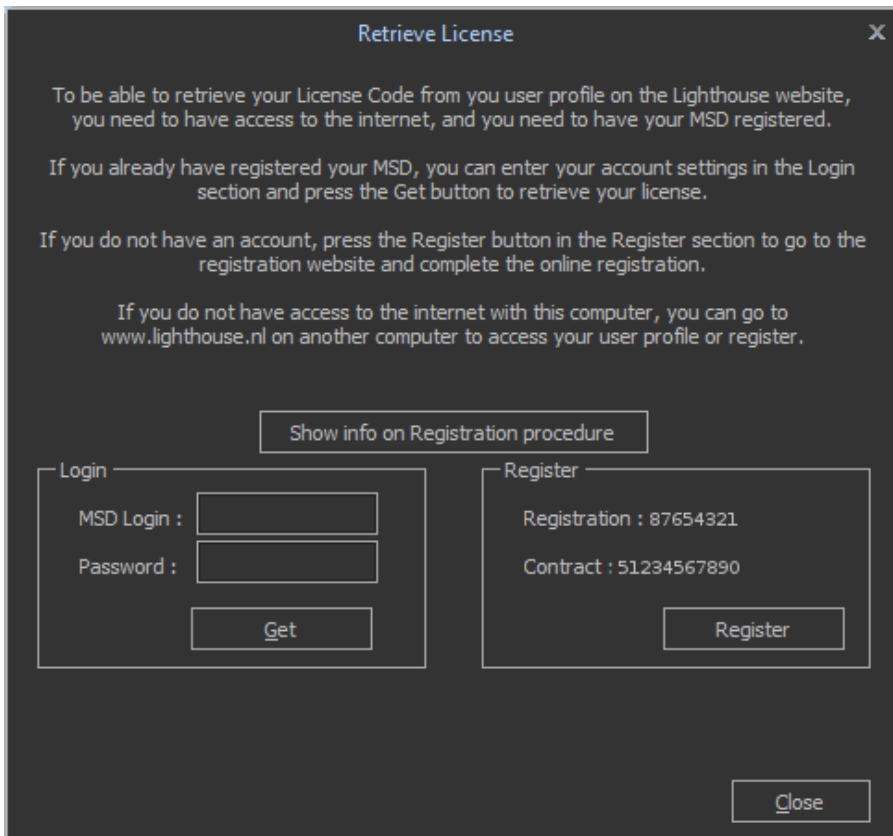 Retrieve License
X
To be able to retrieve your License Code from you user profile on the Lighthouse website,
you need to have access to the internet, and you need to have your MSD registered.
If you already have registered your MSD, you can enter your account settings in the Login
section and press the Get button to retrieve your license.
If you do not have an account, press the Register button in the Register section to go to the
registration website and complete the online registration.
If you do not have access to the internet with this computer, you can go to
www.lighthouse.nl on another computer to access your user profile or register.
Show info on Registration procedure
Login
MSD Login :
Password :
Get
Register
Registration : 87654321
Contract : 51234567890
Register
Close